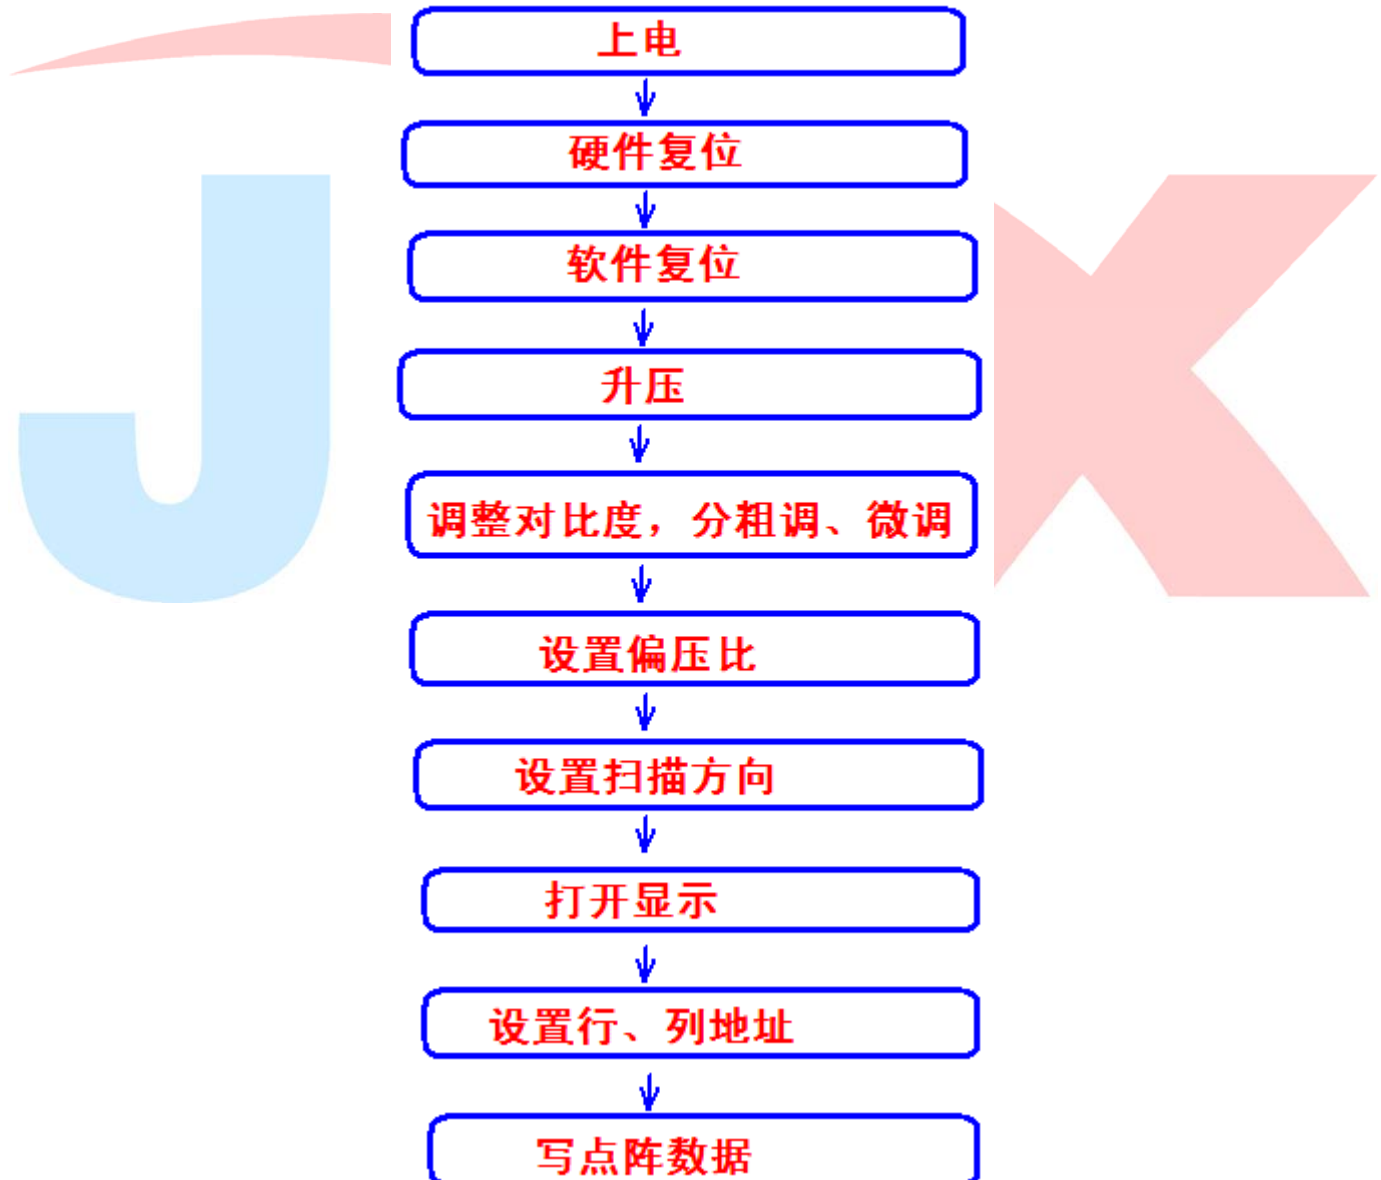 上电
硬件复位
软件复位
升压
调整对比度，分粗调、微调
设置偏压比
设置扫描方向
打开显示
设置行、列地址
写点阵数据